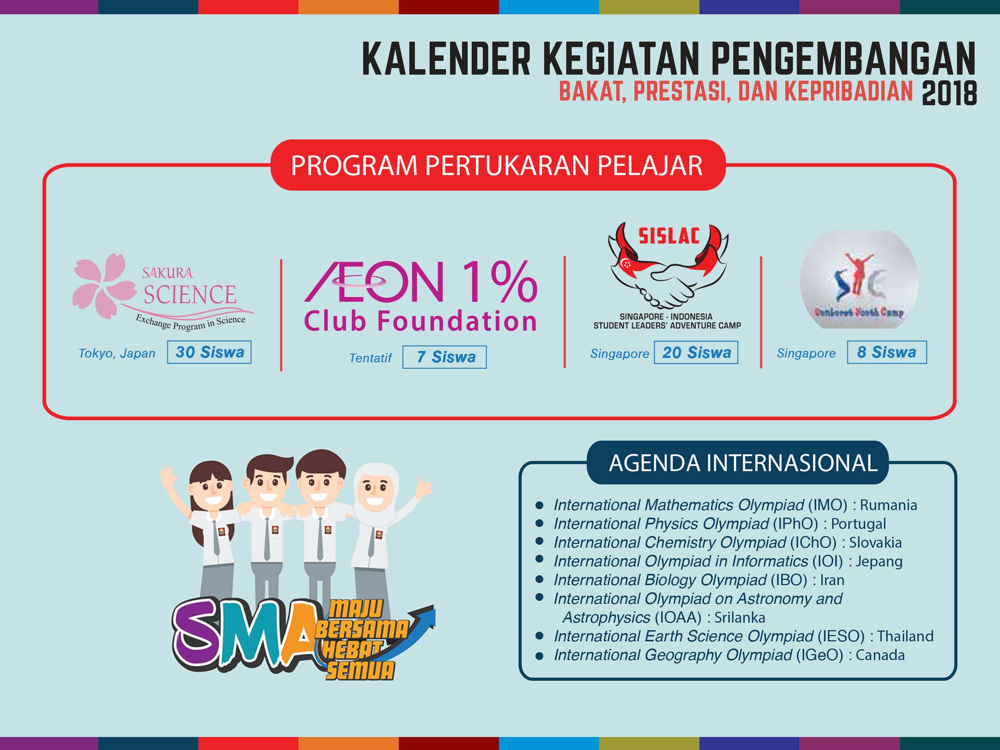 KALENDER KEGIATAN PENGEMBANGAN
BAKAT, PRESTASI, DAN KEPRIBADIAN 2018
PROGRAM PERTUKARAN PELAJAR
SAKURA
SCIENCE
Exchange Program in Science
Tokyo, Japan 30 Siswa
ÆON 1%
Club Foundation
Tentatif 7 Siswa
SISLAC
SINGAPORE - INDONESIA
STUDENT LEADERS' ADVENTURE CAMP
Singapore 20 Siswa
SYC
Youth Camp
Singapore 8 Siswa
AGENDA INTERNASIONAL
• International Mathematics Olympiad (IMO) : Rumania
• International Physics Olympiad (IPhO) : Portugal
• International Chemistry Olympiad (IChO) : Slovakia
• International Olympiad in Informatics (IOI) : Jepang
• International Biology Olympiad (IBO) : Iran
• International Olympiad on Astronomy and
Astrophysics (IOAA) : Srilanka
• International Earth Science Olympiad (IESO) : Thailand
• International Geography Olympiad (IGeO) : Canada
SMA MAJU
BERSAMA
HEBAT
SEMUA